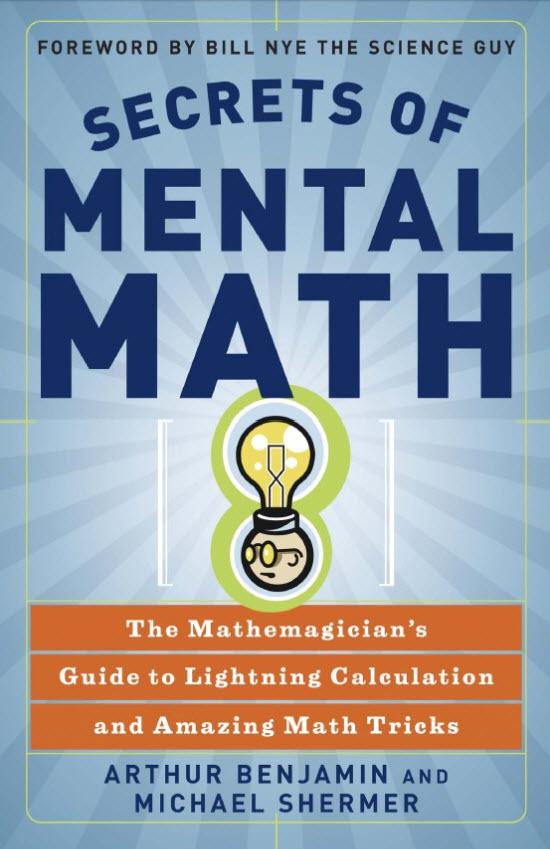 FOREWORD BY BILL NYE THE SCIENCE GUY
SECRETS OF
MENTAL
MATH
The Mathemagician's
Guide to Lightning Calculation
and Amazing Math Tricks
ARTHUR BENJAMIN AND
MICHAEL SHERMER